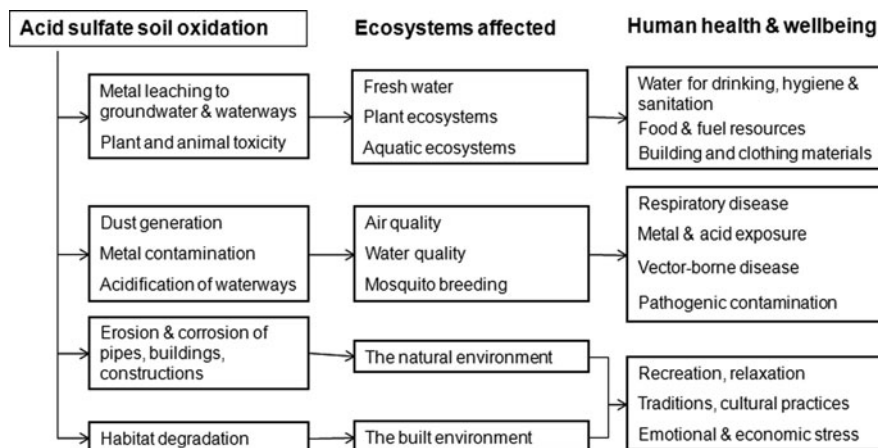 Acid sulfate soil oxidation
Ecosystems affected
Human health & wellbeing
Metal leaching to
groundwater & waterways
Plant and animal toxicity
Fresh water
Plant ecosystems
Aquatic ecosystems
Water for drinking, hygiene &
sanitation
Food & fuel resources
Building and clothing materials
Dust generation
Metal contamination
Acidification of waterways
Air quality
Water quality
Mosquito breeding
Respiratory disease
Metal & acid exposure
Vector-borne disease
Pathogenic contamination
Erosion & corrosion of
pipes, buildings,
constructions
The natural environment
Habitat degradation
The built environment
Recreation, relaxation
Traditions, cultural practices
Emotional & economic stress